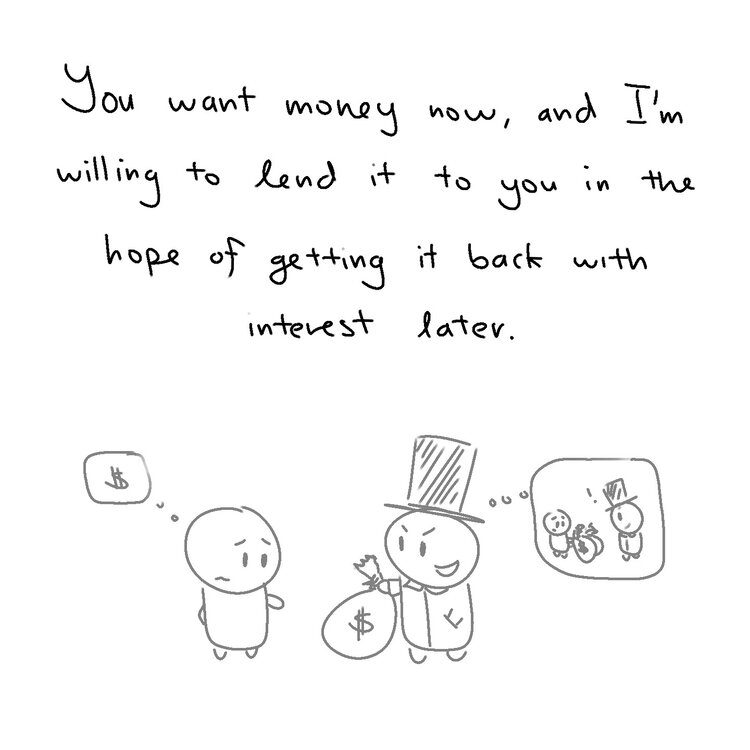 You want money now, and I'm
willing to lend it to you in the
hope of getting it back with
interest later.
$
$
!
$